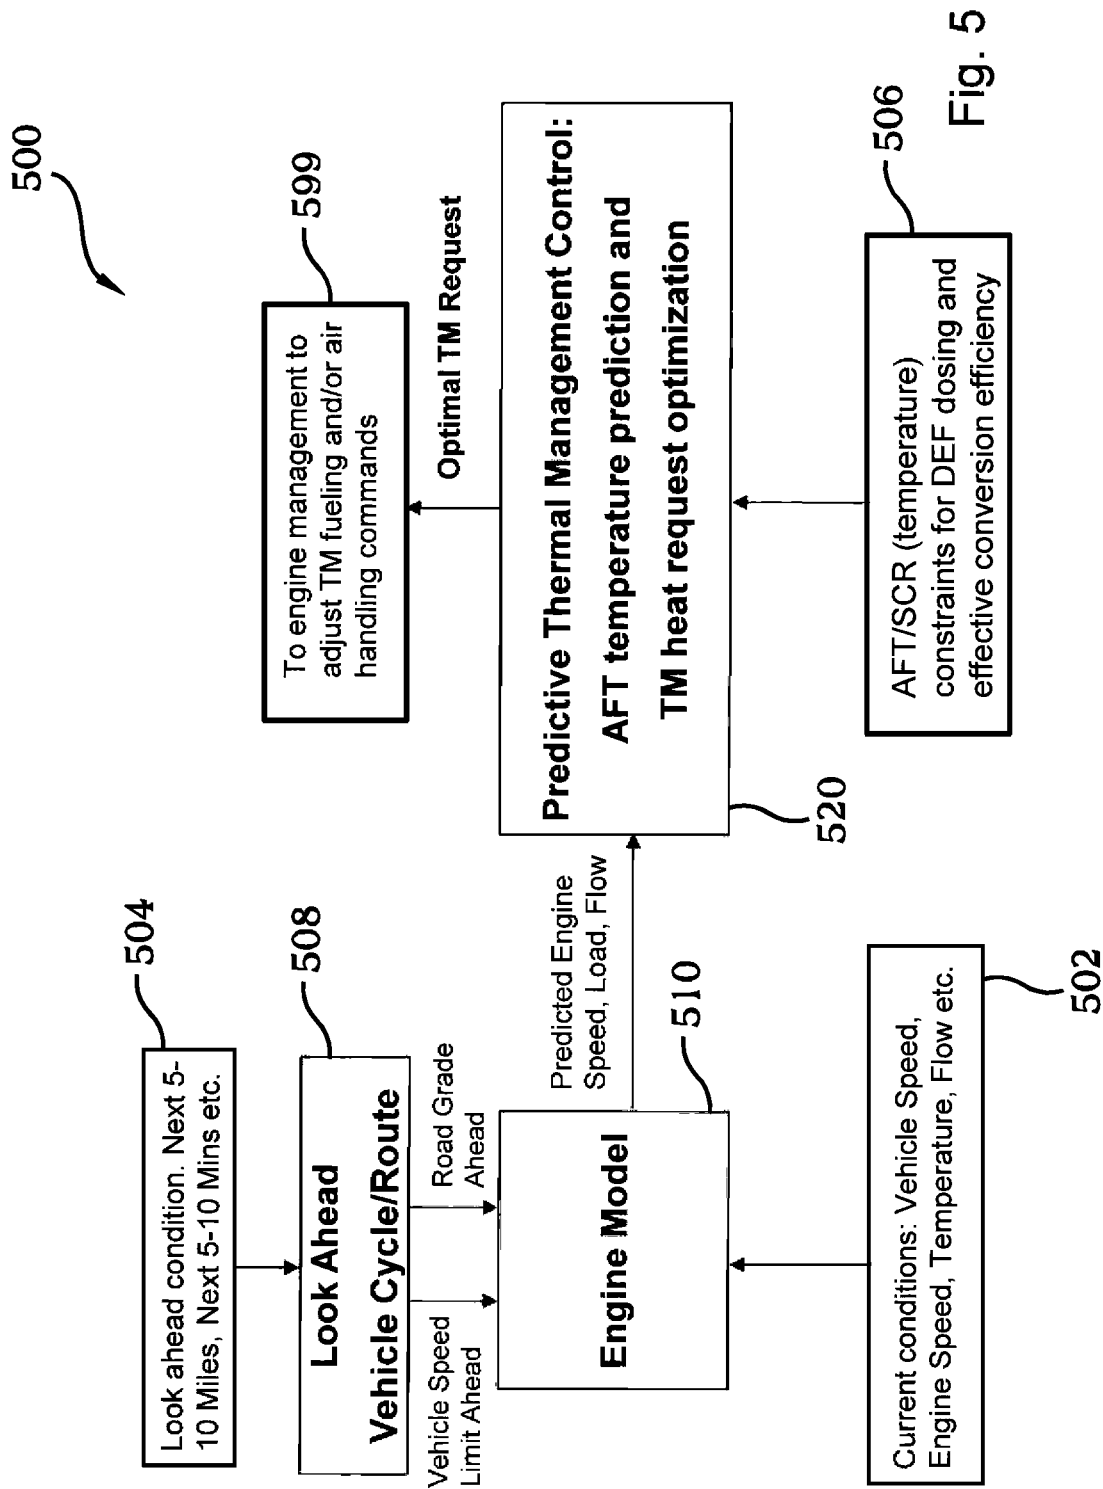 500
504
Look ahead condition. Next 5-
10 Miles, Next 5-10 Mins etc.
508
Look Ahead
Vehicle Cycle/Route
Vehicle Speed
Limit Ahead
Road Grade
Ahead
Engine Model
510
Current conditions: Vehicle Speed,
Engine Speed, Temperature, Flow etc.
502
Predicted Engine
Speed, Load, Flow
599
To engine management to
adjust TM fueling and/or air
handling commands
Optimal TM Request
Predictive Thermal Management Control:
AFT temperature prediction and
TM heat request optimization
520
506
AFT/SCR (temperature)
constraints for DEF dosing and
effective conversion efficiency
Fig. 5